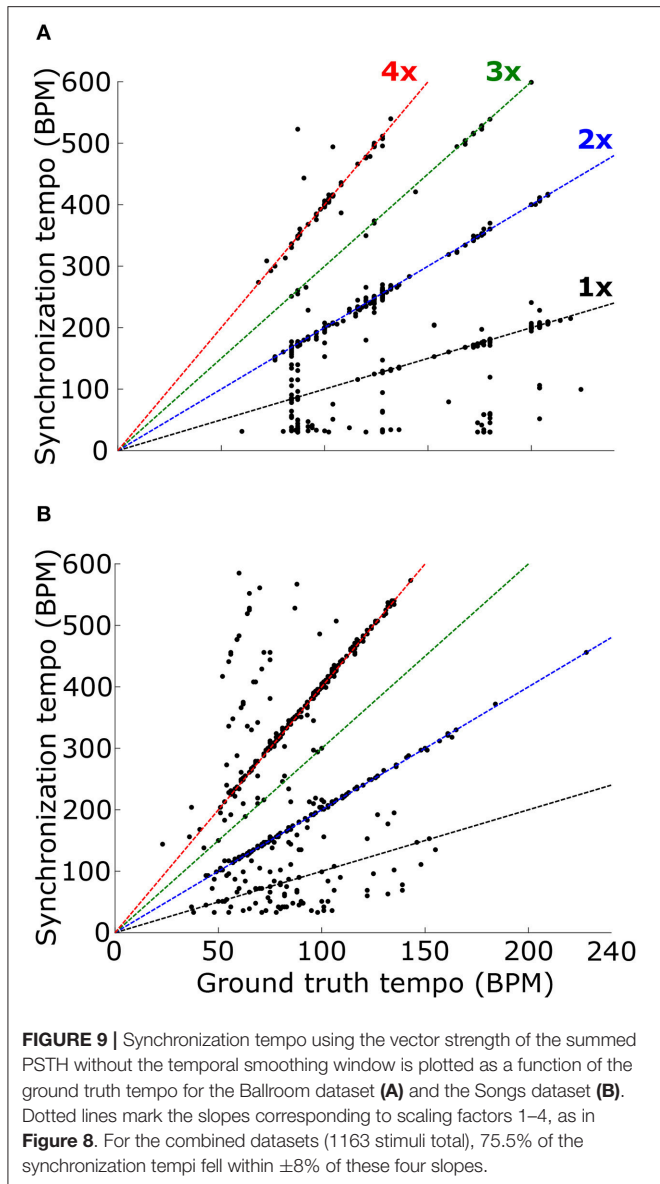 A
600
500
400
300
200
100
0
Synchronization tempo (BPM)
4x
3x
2x
1x
B
600
500
400
300
200
100
0
Synchronization tempo (BPM)
0 50 100 150 200 240
Ground truth tempo (BPM)
FIGURE 9 | Synchronization tempo using the vector strength of the summed
PSTH without the temporal smoothing window is plotted as a function of the
ground truth tempo for the Ballroom dataset (A) and the Songs dataset (B).
Dotted lines mark the slopes corresponding to scaling factors 1–4, as in
Figure 8. For the combined datasets (1163 stimuli total), 75.5% of the
synchronization tempi fell within ±8% of these four slopes.